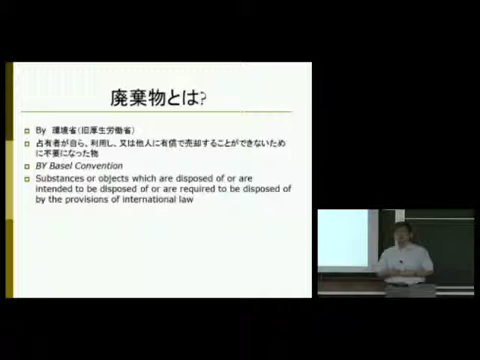 廃棄物とは?
By 環境省(旧厚生労働省)
占有者が自ら、利用し、又は他人に有信で売却することができないため
に不要になった物
BY Basel Convention
Substances or objects which are disposed of or are
intended to be disposed of or are required to be disposed of
by the provisions of international law